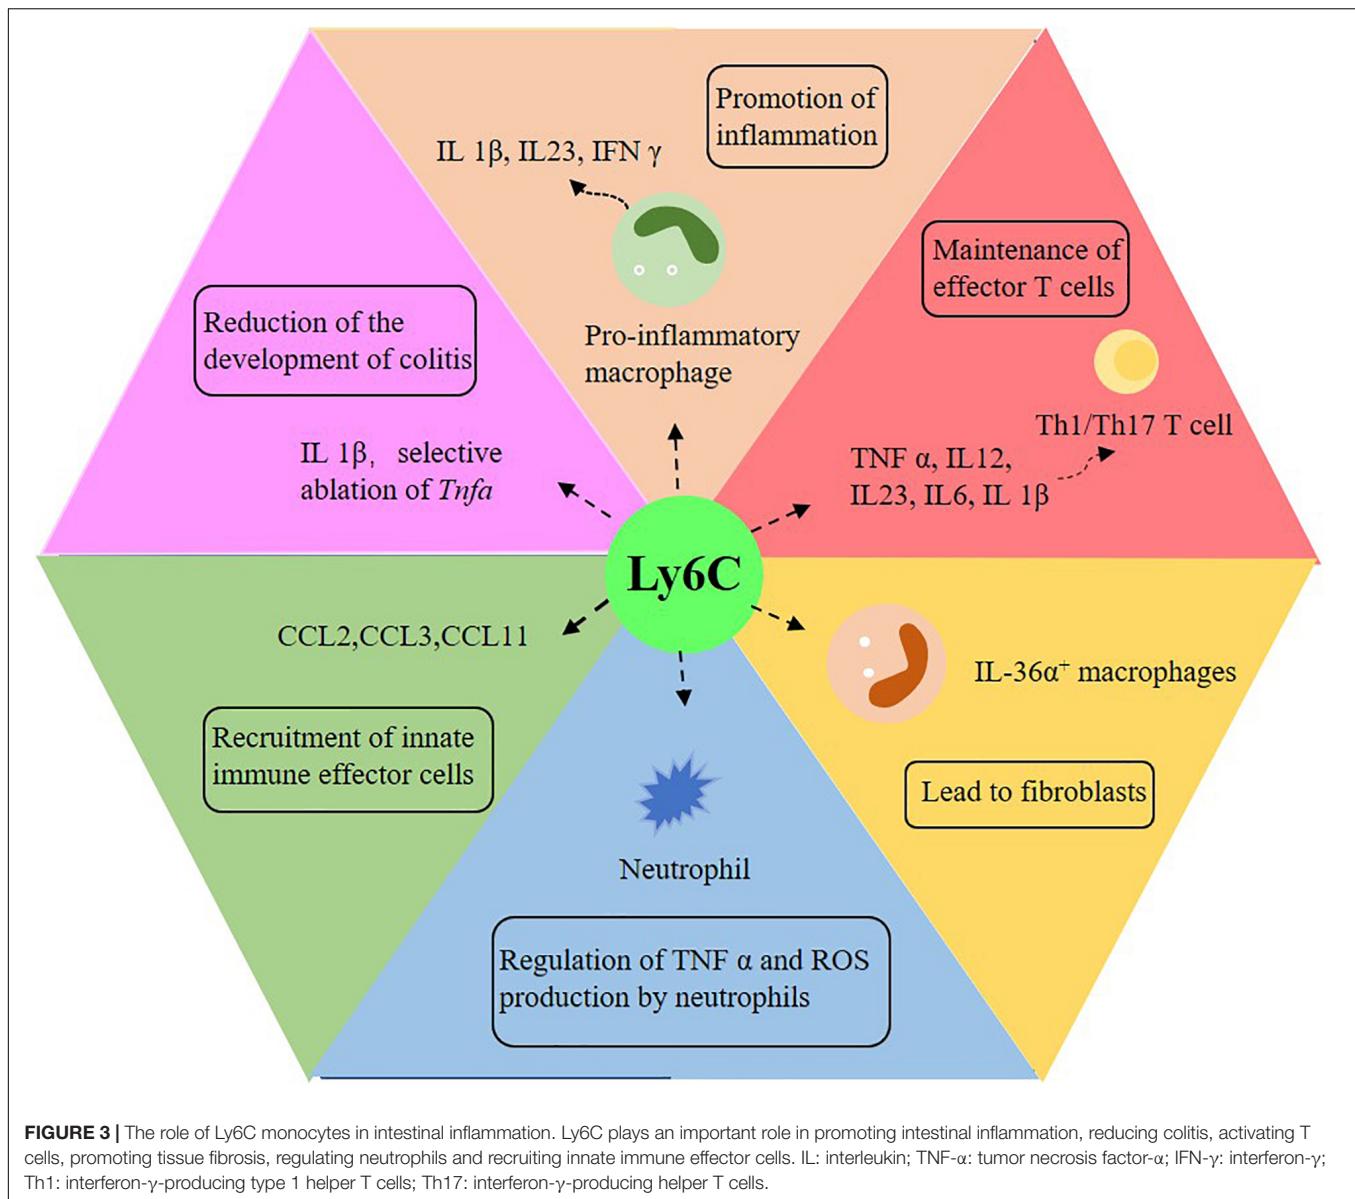 Promotion of
inflammation
IL 1β, IL23, IFN γ
Pro-inflammatory
macrophage
Maintenance of
effector T cells
Th1/Th17 T cell
TNF α, IL12,
IL23, IL6, IL 1β
Reduction of the
development of colitis
IL 1β, selective
ablation of Tnfa
Ly6C
CCL2,CCL3,CCL11
Recruitment of innate
immune effector cells
IL-36α⁺ macrophages
Lead to fibroblasts
Neutrophil
Regulation of TNF α and ROS
production by neutrophils
FIGURE 3 | The role of Ly6C monocytes in intestinal inflammation. Ly6C plays an important role in promoting intestinal inflammation, reducing colitis, activating T
cells, promoting tissue fibrosis, regulating neutrophils and recruiting innate immune effector cells. IL: interleukin; TNF-α: tumor necrosis factor-α; IFN-γ: interferon-γ;
Th1: interferon-γ-producing type 1 helper T cells; Th17: interferon-γ-producing helper T cells.